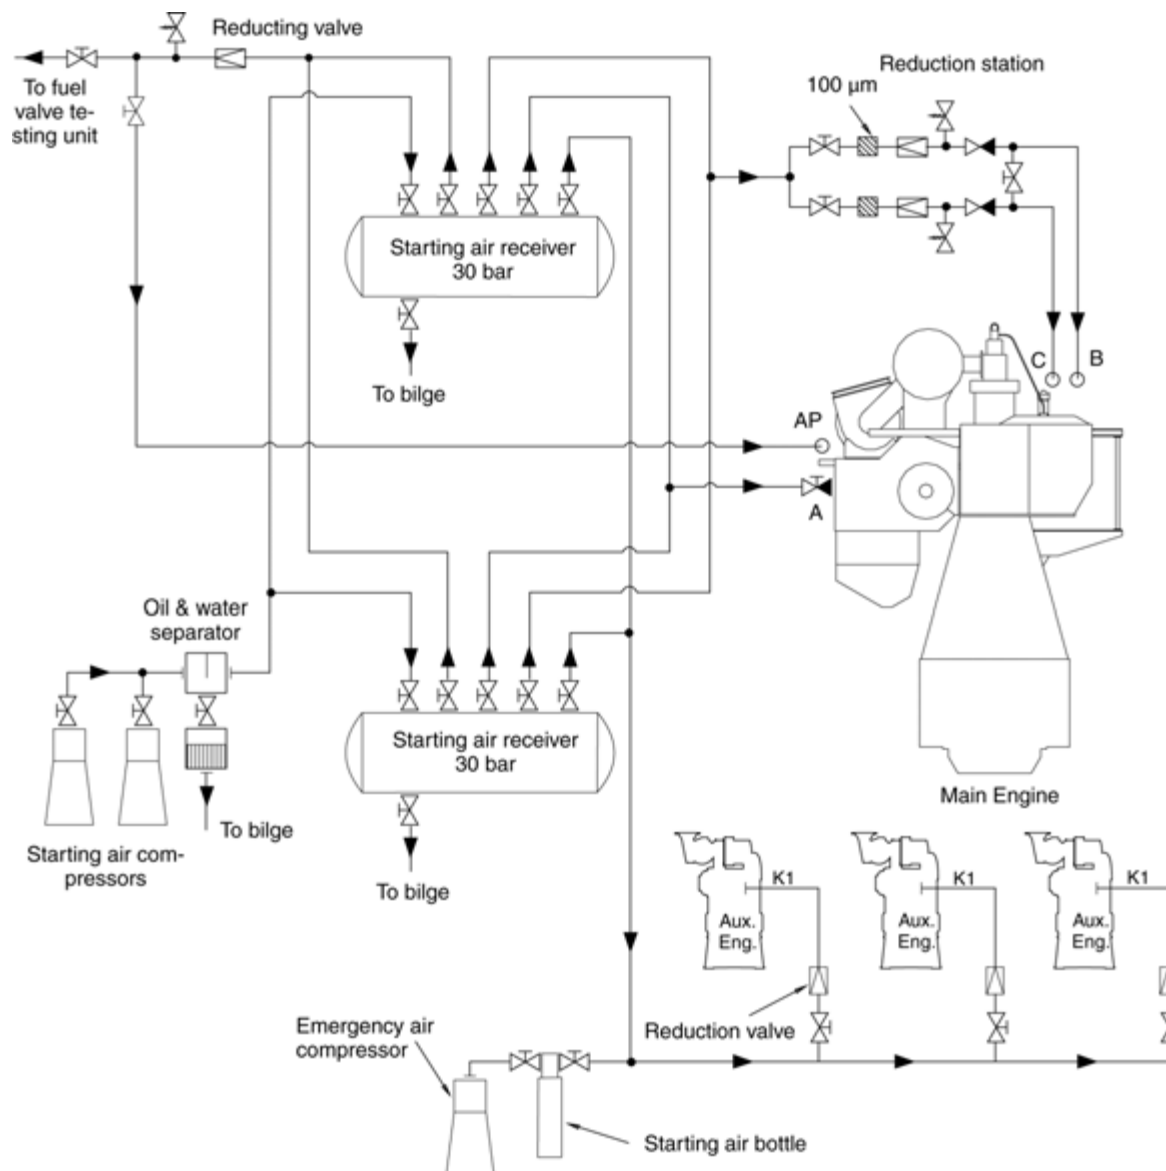 Reducting valve
To fuel
valve te-
sting unit
Reduction station
100 µm
Starting air receiver
30 bar
To bilge
C
B
AP
A
Oil & water
separator
Starting air receiver
30 bar
Main Engine
To bilge
Starting air com-
pressors
To bilge
K1
K1
K1
Aux.
Eng.
Aux.
Eng.
Aux.
Eng.
Reduction valve
Emergency air
compressor
Starting air bottle